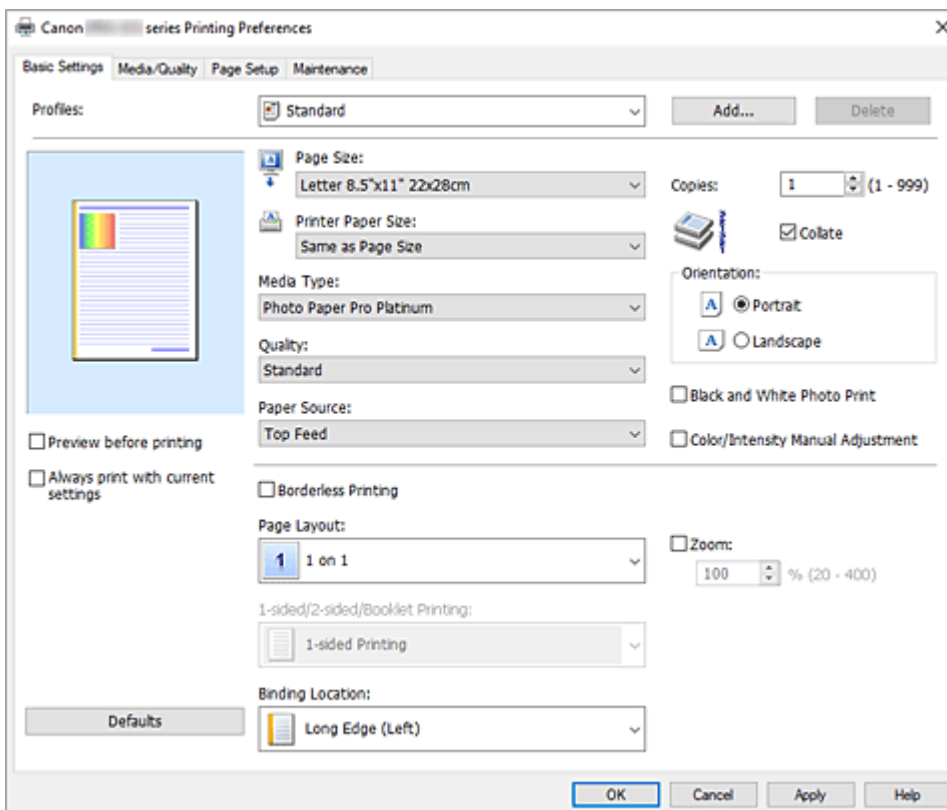 Canon series Printing Preferences
Basic Settings Media/Quality Page Setup Maintenance
Profiles: Standard Add... Delete
Page Size:
Letter 8.5"x11" 22x28cm
Copies: 1 (1 - 999)
Printer Paper Size:
Same as Page Size
Collate
Media Type:
Photo Paper Pro Platinum
Orientation:
A Portrait
A Landscape
Quality:
Standard
Black and White Photo Print
Paper Source:
Top Feed
Color/Intensity Manual Adjustment
Preview before printing
Always print with current
settings
Borderless Printing
Page Layout:
1 1 on 1
Zoom:
100 % (20 - 400)
1-sided/2-sided/Booklet Printing:
1-sided Printing
Binding Location:
Long Edge (Left)
Defaults
OK Cancel Apply Help